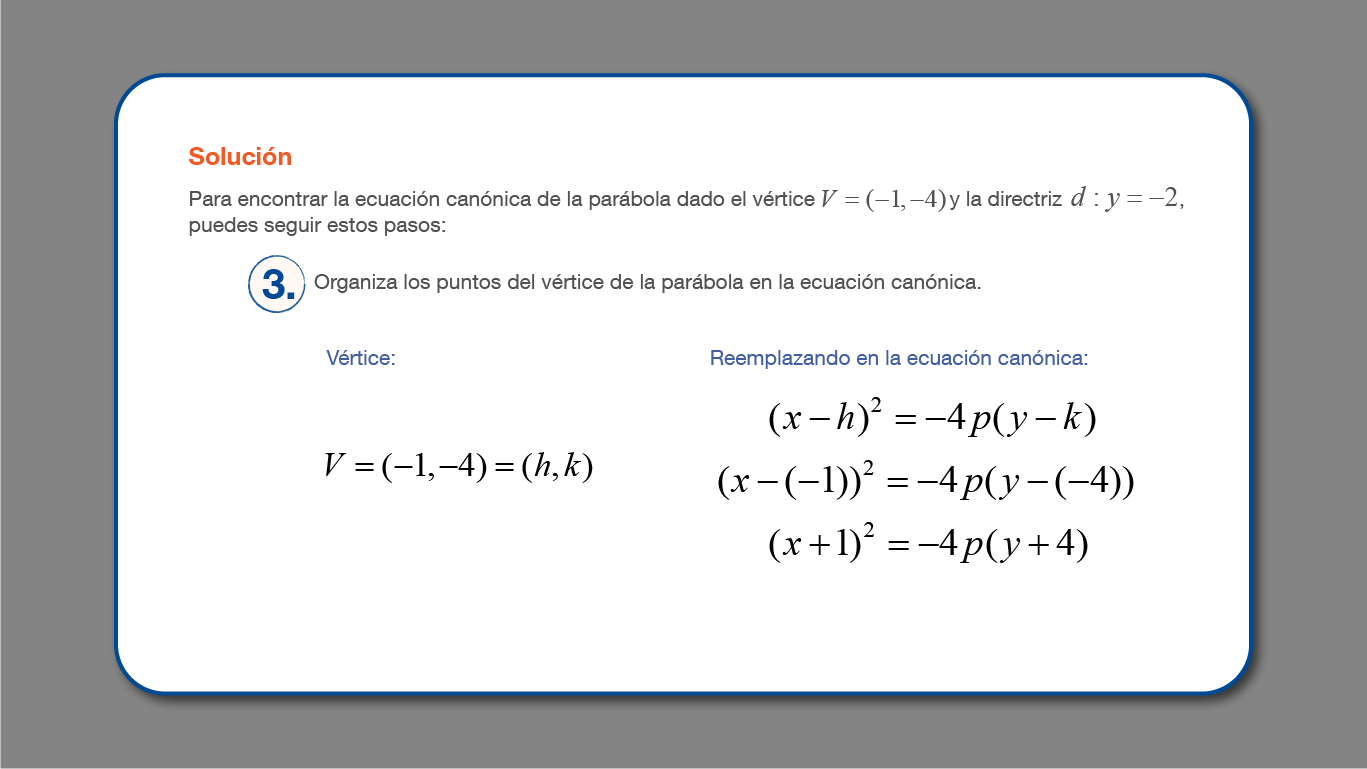 Solución
Para encontrar la ecuación canónica de la parábola dado el vértice V = (−1, −4) y la directriz d : y = −2,
puedes seguir estos pasos:
3. Organiza los puntos del vértice de la parábola en la ecuación canónica.
Vértice:
V = (−1, −4) = (h, k)
Reemplazando en la ecuación canónica:
(x − h)² = −4p(y − k)
(x − (−1))² = −4p(y − (−4))
(x + 1)² = −4p(y + 4)